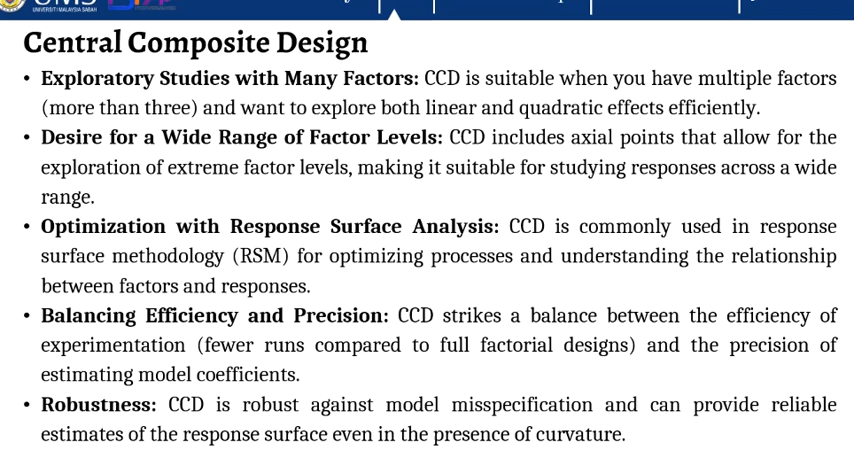 UMS
UNIVERSITI MALAYSIA SABAH
Central Composite Design
• Exploratory Studies with Many Factors: CCD is suitable when you have multiple factors
(more than three) and want to explore both linear and quadratic effects efficiently.
• Desire for a Wide Range of Factor Levels: CCD includes axial points that allow for the
exploration of extreme factor levels, making it suitable for studying responses across a wide
range.
• Optimization with Response Surface Analysis: CCD is commonly used in response
surface methodology (RSM) for optimizing processes and understanding the relationship
between factors and responses.
• Balancing Efficiency and Precision: CCD strikes a balance between the efficiency of
experimentation (fewer runs compared to full factorial designs) and the precision of
estimating model coefficients.
• Robustness: CCD is robust against model misspecification and can provide reliable
estimates of the response surface even in the presence of curvature.